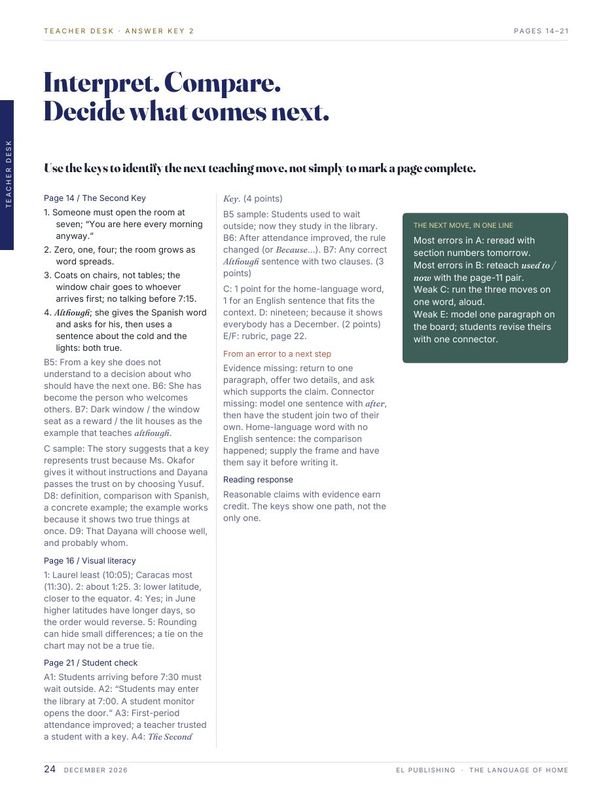 TEACHER DESK · ANSWER KEY 2
PAGES 14–21
TEACHER DESK
Interpret. Compare.
Decide what comes next.
Use the keys to identify the next teaching move, not simply to mark a page complete.
Page 14 / The Second Key
1. Someone must open the room at
seven; “You are here every morning
anyway.”
2. Zero, one, four; the room grows as
word spreads.
3. Coats on chairs, not tables; the
window chair goes to whoever
arrives first; no talking before 7:15.
4. Although; she gives the Spanish word
and asks for his, then uses a
sentence about the cold and the
lights: both true.
B5: From a key she does not
understand to a decision about who
should have the next one. B6: She has
become the person who welcomes
others. B7: Dark window / the window
seat as a reward / the lit houses as the
example that teaches although.
C sample: The story suggests that a key
represents trust because Ms. Okafor
gives it without instructions and Dayana
passes the trust on by choosing Yusuf.
D8: definition, comparison with Spanish,
a concrete example; the example works
because it shows two true things at
once. D9: That Dayana will choose well,
and probably whom.
Page 16 / Visual literacy
1: Laurel least (10:05); Caracas most
(11:30). 2: about 1:25. 3: lower latitude,
closer to the equator. 4: Yes; in June
higher latitudes have longer days, so
the order would reverse. 5: Rounding
can hide small differences; a tie on the
chart may not be a true tie.
Page 21 / Student check
A1: Students arriving before 7:30 must
wait outside. A2: “Students may enter
the library at 7:00. A student monitor
opens the door.” A3: First-period
attendance improved; a teacher trusted
a student with a key. A4: The Second
Key. (4 points)
B5 sample: Students used to wait
outside; now they study in the library.
B6: After attendance improved, the rule
changed (or Because…). B7: Any correct
Although sentence with two clauses. (3
points)
C: 1 point for the home-language word,
1 for an English sentence that fits the
context. D: nineteen; because it shows
everybody has a December. (2 points)
E/F: rubric, page 22.
From an error to a next step
Evidence missing: return to one
paragraph, offer two details, and ask
which supports the claim. Connector
missing: model one sentence with after,
then have the student join two of their
own. Home-language word with no
English sentence: the comparison
happened; supply the frame and have
them say it before writing it.
Reading response
Reasonable claims with evidence earn
credit. The keys show one path, not the
only one.
THE NEXT MOVE, IN ONE LINE
Most errors in A: reread with
section numbers tomorrow.
Most errors in B: reteach used to /
now with the page-11 pair.
Weak C: run the three moves on
one word, aloud.
Weak E: model one paragraph on
the board; students revise theirs
with one connector.
24 DECEMBER 2026
EL PUBLISHING · THE LANGUAGE OF HOME